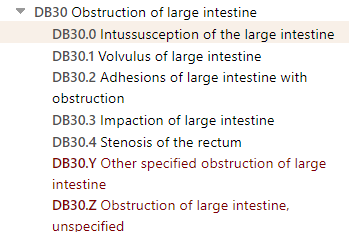 DB30 Obstruction of large intestine
DB30.0 Intussusception of the large intestine
DB30.1 Volvulus of large intestine
DB30.2 Adhesions of large intestine with
obstruction
DB30.3 Impaction of large intestine
DB30.4 Stenosis of the rectum
DB30.Y Other specified obstruction of large
intestine
DB30.Z Obstruction of large intestine,
unspecified